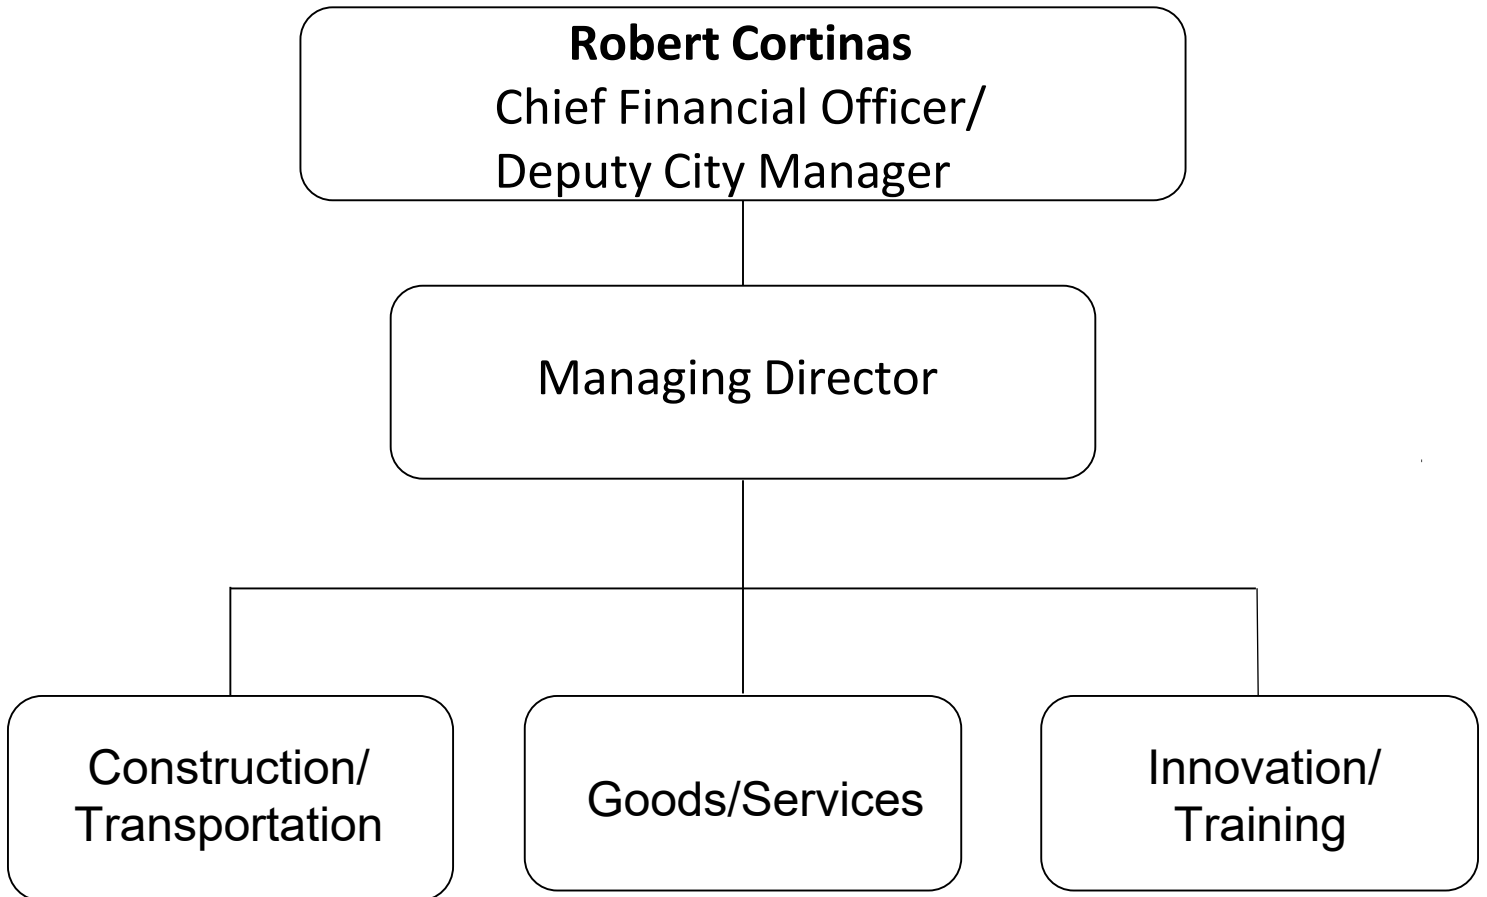 Robert Cortinas
Chief Financial Officer/
Deputy City Manager
Managing Director
Construction/
Transportation
Goods/Services
Innovation/
Training